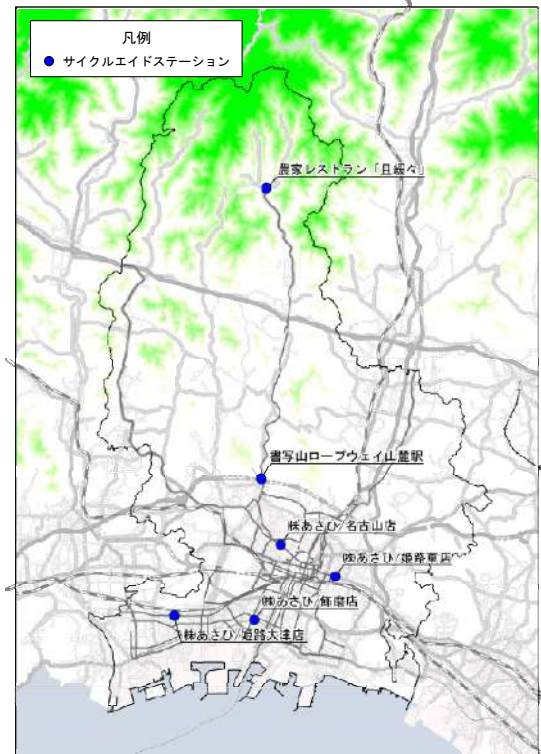 凡例
サイクルエイドステーション
農家レストラン「且緩々」
書写山ロープウェイ山麓駅
㈱あさひ/名古山店
㈱あさひ/姫路東店
㈱あさひ/飾磨店
㈱あさひ/姫路大津店